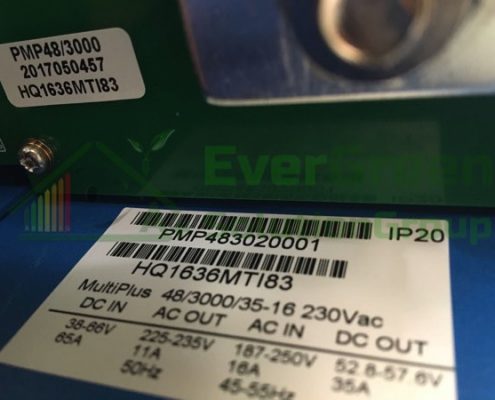 PMP48/3000
2017050457
HQ1636MTI83
EverGreen
Group
PMP483020001 IP20
HQ1636MTI83
MultiPlus 48/3000/35-16 230Vac
DC IN AC OUT AC IN DC OUT
38-66V 225-235V 187-250V 52.8-57.6V
65A 11A 16A 35A
50Hz 45-55Hz